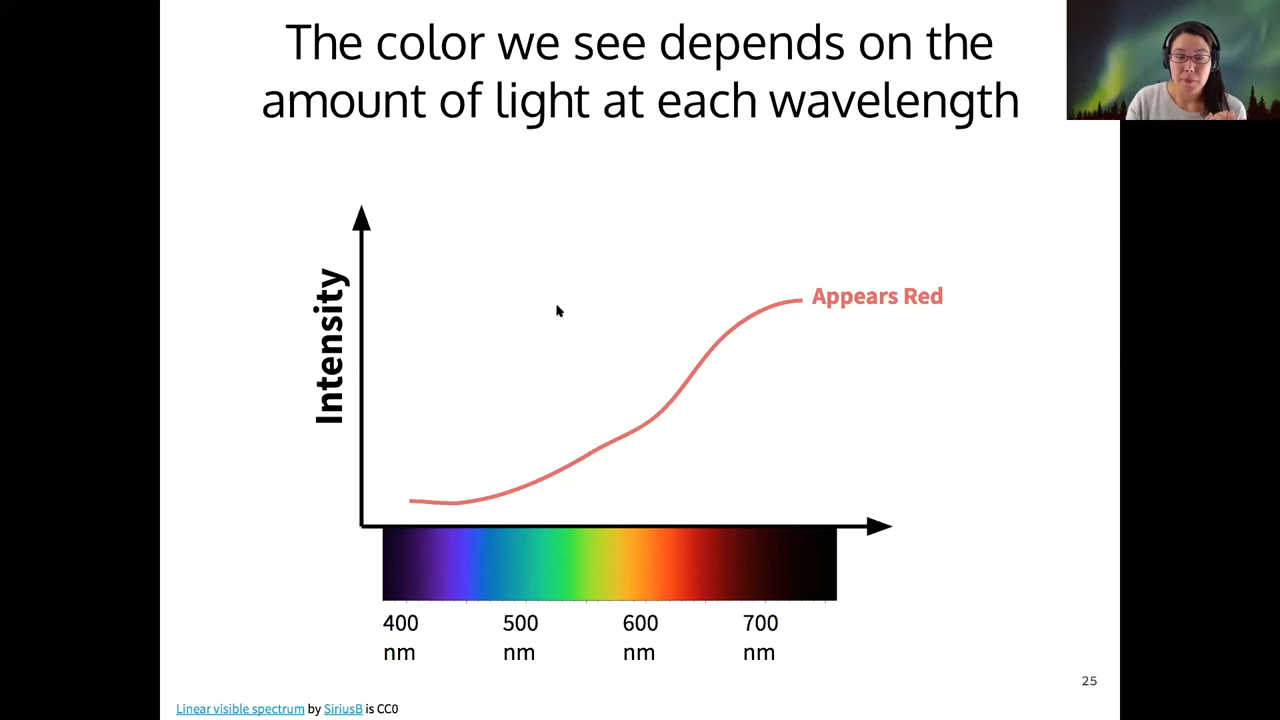 The color we see depends on the
amount of light at each wavelength
Intensity
Appears Red
400 500 600 700
nm nm nm nm
25
Linear visible spectrum by SiriusB is CC0